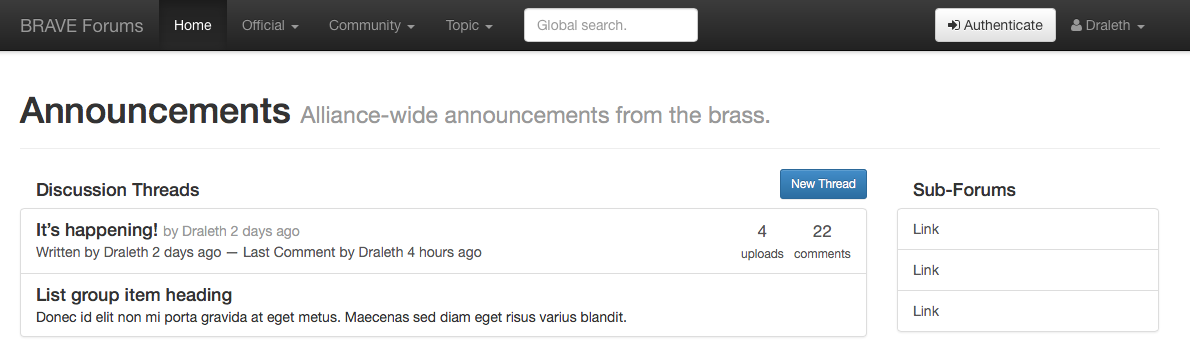 BRAVE Forums Home Official Community Topic Global search. Authenticate Draleth
Announcements Alliance-wide announcements from the brass.
Discussion Threads New Thread
It's happening! by Draleth 2 days ago
Written by Draleth 2 days ago — Last Comment by Draleth 4 hours ago
4 22
uploads comments
List group item heading
Donec id elit non mi porta gravida at eget metus. Maecenas sed diam eget risus varius blandit.
Sub-Forums
Link
Link
Link